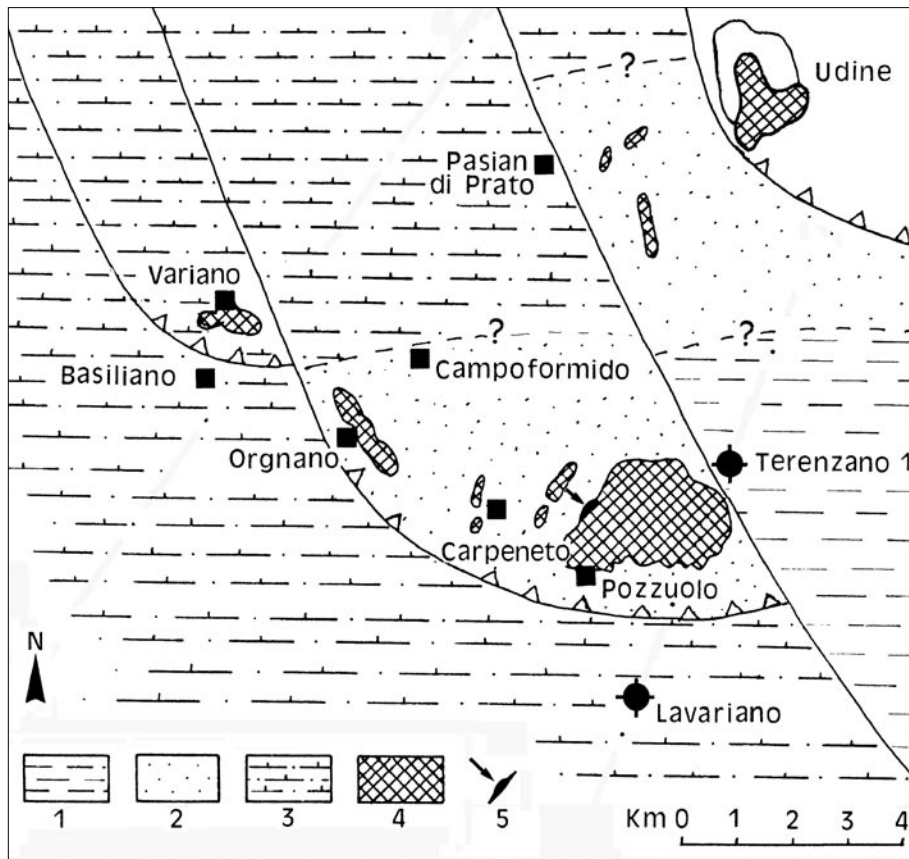 ?
Udine
Pasian
di Prato
Variano
?
?
Basiliano
Campoformido
Orgnano
Terenzano 1
Carpeneto
Pozzuolo
N
Lavariano
1 2 3 4 5
Km 0 1 2 3 4